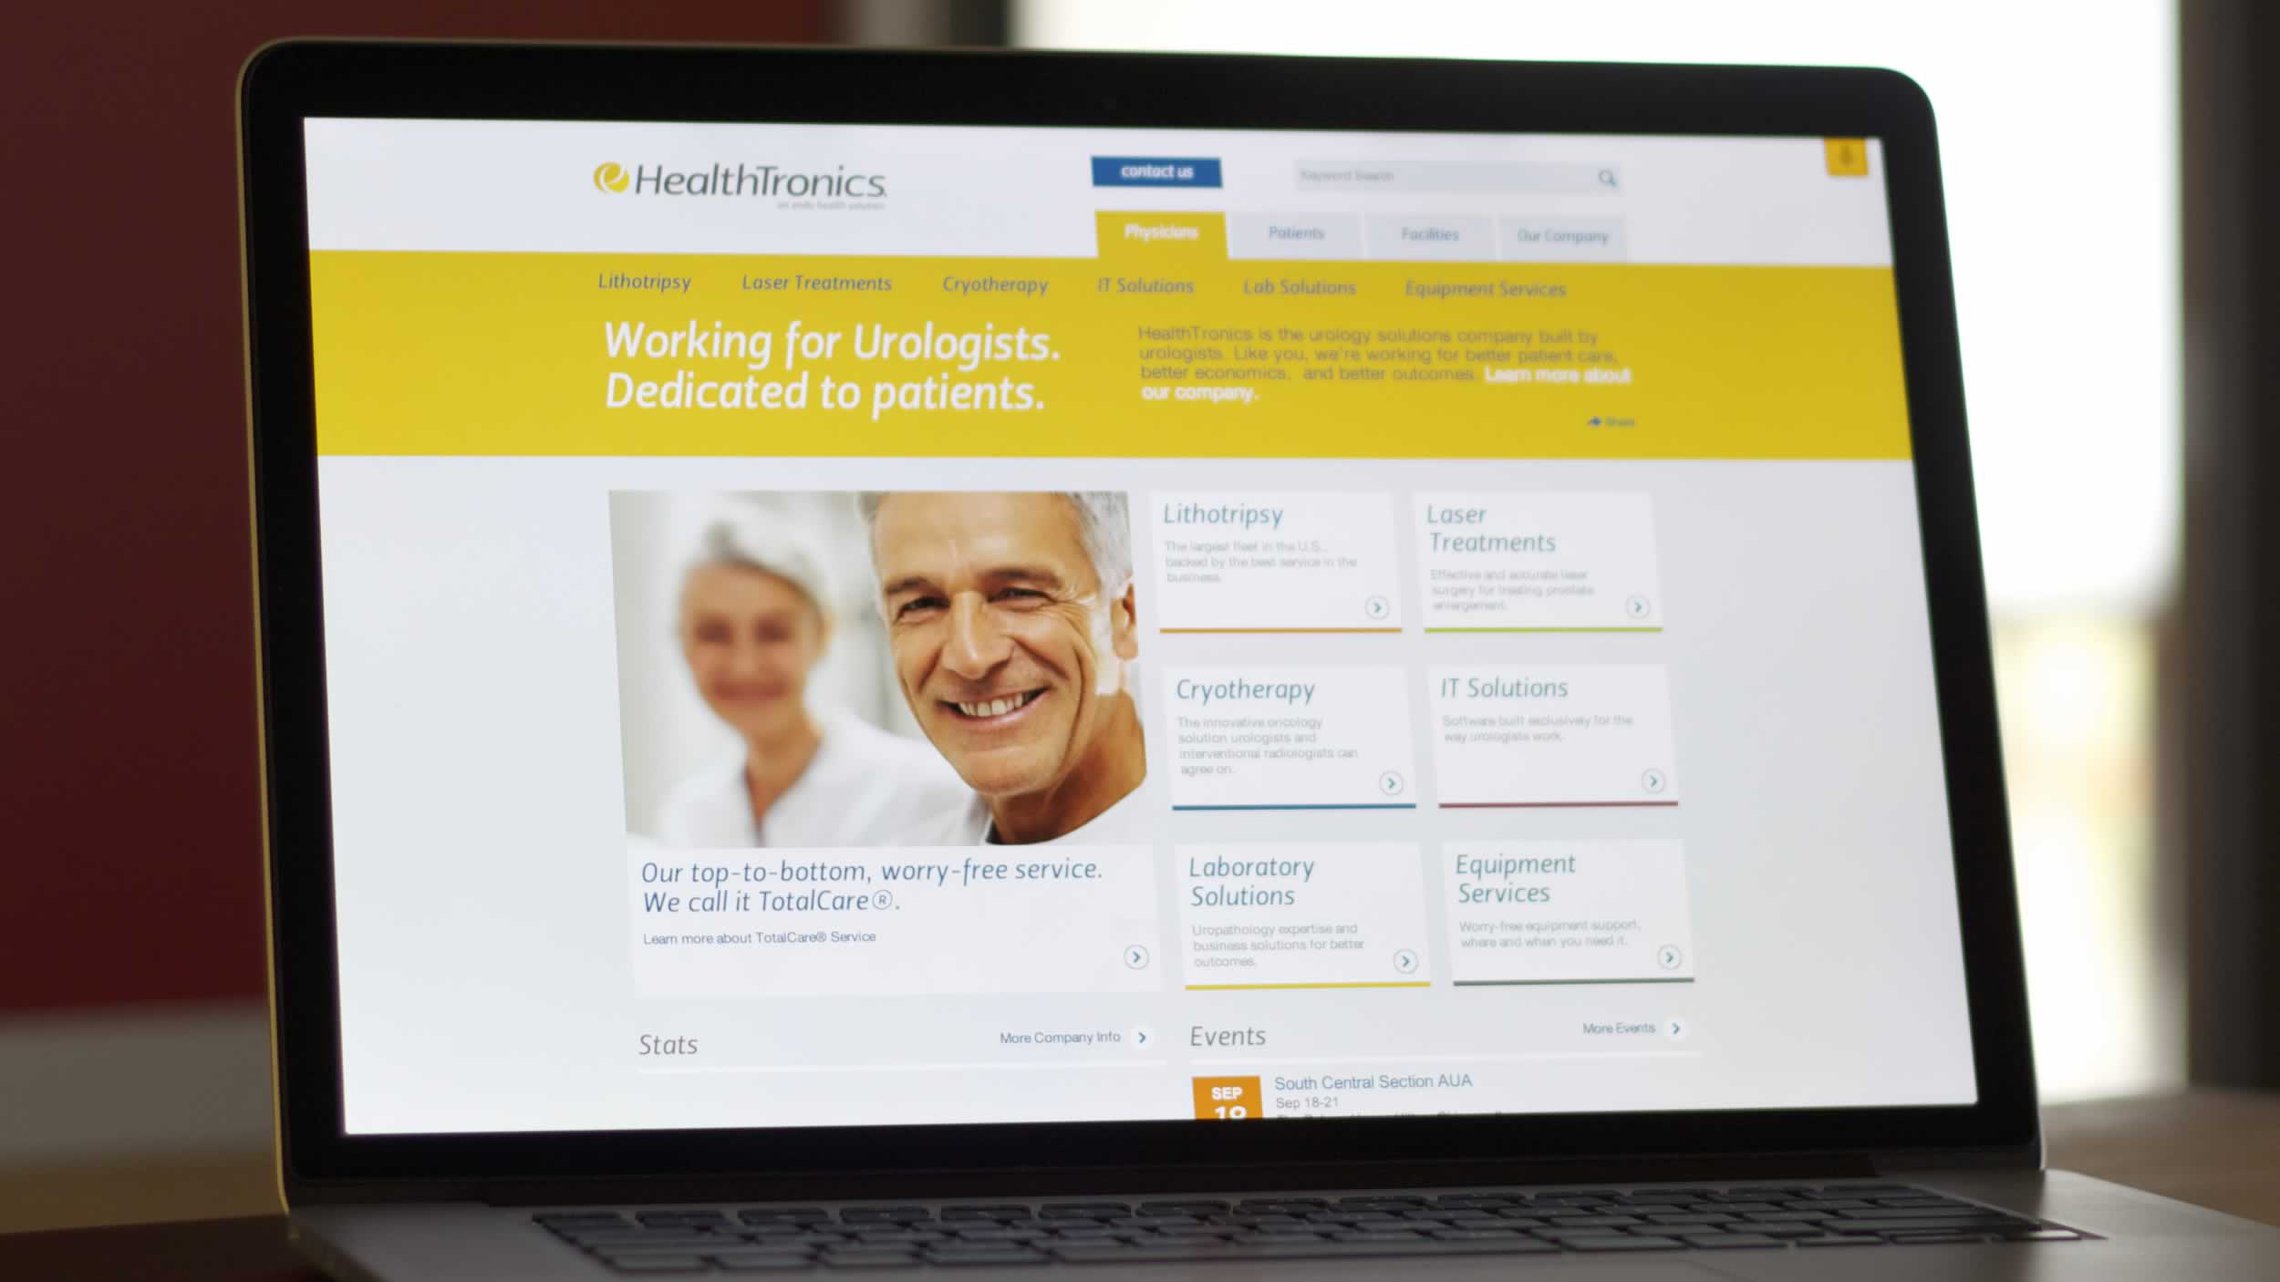 HealthTronics
an endo health solution
contact us
Keyword Search
Physicians
Patients
Facilities
Our Company
Lithotripsy
Laser Treatments
Cryotherapy
IT Solutions
Lab Solutions
Equipment Services
Working for Urologists.
Dedicated to patients.
HealthTronics is the urology solutions company built by
urologists. Like you, we're working for better patient care,
better economics, and better outcomes. Learn more about
our company.
Share
Lithotripsy
The largest fleet in the U.S.,
backed by the best service in the
business.
Laser
Treatments
Effective and accurate laser
surgery for treating prostate
enlargement.
Cryotherapy
The innovative oncology
solution urologists and
interventional radiologists can
agree on.
IT Solutions
Software built exclusively for the
way urologists work.
Our top-to-bottom, worry-free service.
We call it TotalCare®.
Learn more about TotalCare® Service
Laboratory
Solutions
Uropathology expertise and
business solutions for better
outcomes.
Equipment
Services
Worry-free equipment support,
where and when you need it.
Stats
More Company Info
Events
More Events
SEP
South Central Section AUA
Sep 18-21